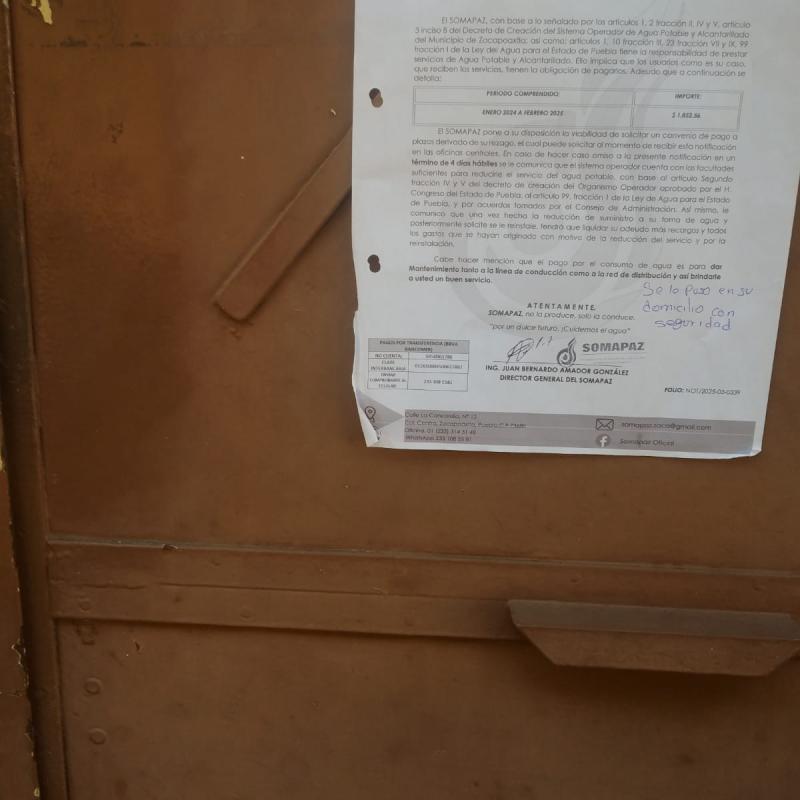 El SOMAPAZ, con base a lo señalado por los artículos 1, 2 fracción II, IV y V, artículo
5 inciso B del Decreto de Creación del Sistema Operador de Agua Potable y Alcantarillado
del Municipio de Zacapoaxtla; así como; artículos 1, 10 fracción III, 23 fracción VII y IX, 99
fracción I de la Ley del Agua para el Estado de Puebla tiene la responsabilidad de prestar
servicios de Agua Potable y Alcantarillado. Ello implica que los usuarios como es su caso,
que reciben los servicios, tienen la obligación de pagarlos. Adeudo que a continuación se
detalla:
PERIODO COMPRENDIDO: IMPORTE:
ENERO 2024 A FEBRERO 2025 $ 1,052.56
El SOMAPAZ pone a su disposición la viabilidad de solicitar un convenio de pago a
plazos derivado de su rezago, el cual puede solicitar al momento de recibir esta notificación
en las oficinas centrales. En caso de hacer caso omiso a la presente notificación en un
término de 4 días hábiles se le comunica que el sistema operador cuenta con las facultades
suficientes para reducirle el servicio del agua potable, con base al artículo Segundo
fracción IV y V del decreto de creación del Organismo Operador aprobado por el H.
Congreso del Estado de Puebla, al artículo 99, fracción I de la Ley de Agua para el Estado
de Puebla, y por acuerdos tomados por el Consejo de Administración. Así mismo, le
comunico que una vez hecha la reducción de suministro a su toma de agua y
posteriormente solicite se le reinstale, tendrá que liquidar su adeudo más recargos y todos
los gastos que se hayan originado con motivo de la reducción del servicio y por la
reinstalación.
Cabe hacer mención que el pago por el consumo de agua es para dar
Mantenimiento tanto a la línea de conducción como a la red de distribución y así brindarle
a usted un buen servicio.
Se lo puso en su
domicilio con
seguridad
ATENTAMENTE.
SOMAPAZ, no la produce, solo la conduce.
"por un dulce futuro, ¡Cuidemos el agua"
SOMAPAZ
ING. JUAN BERNARDO AMADOR GONZÁLEZ
DIRECTOR GENERAL DEL SOMAPAZ
PAGOS POR TRANSFERENCIA (BBVA
BANCOMER)
NO CUENTA:
CLAVE
INTERBANCARIA
ENVIAR
COMPROBANTE AL
CELULAR
FOLIO: NOT/2025-03-0339
Calle La Concordia, Nº 12
Col. Centro, Zacapoaxtla, Puebla
Oficina. 01 (233) 314 31 48
WhatsApp 233 108
somapaz.zaca@gmail.com
Somapaz Oficial